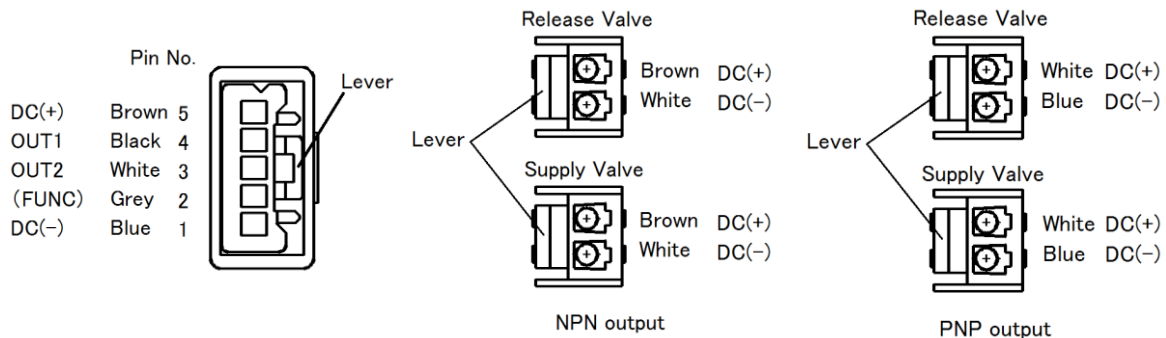 Pin No.
Lever
DC(+) Brown 5
OUT1 Black 4
OUT2 White 3
(FUNC) Grey 2
DC(−) Blue 1
Release Valve
Brown DC(+)
White DC(−)
Lever
Supply Valve
Brown DC(+)
White DC(−)
NPN output
Release Valve
White DC(+)
Blue DC(−)
Lever
Supply Valve
White DC(+)
Blue DC(−)
PNP output